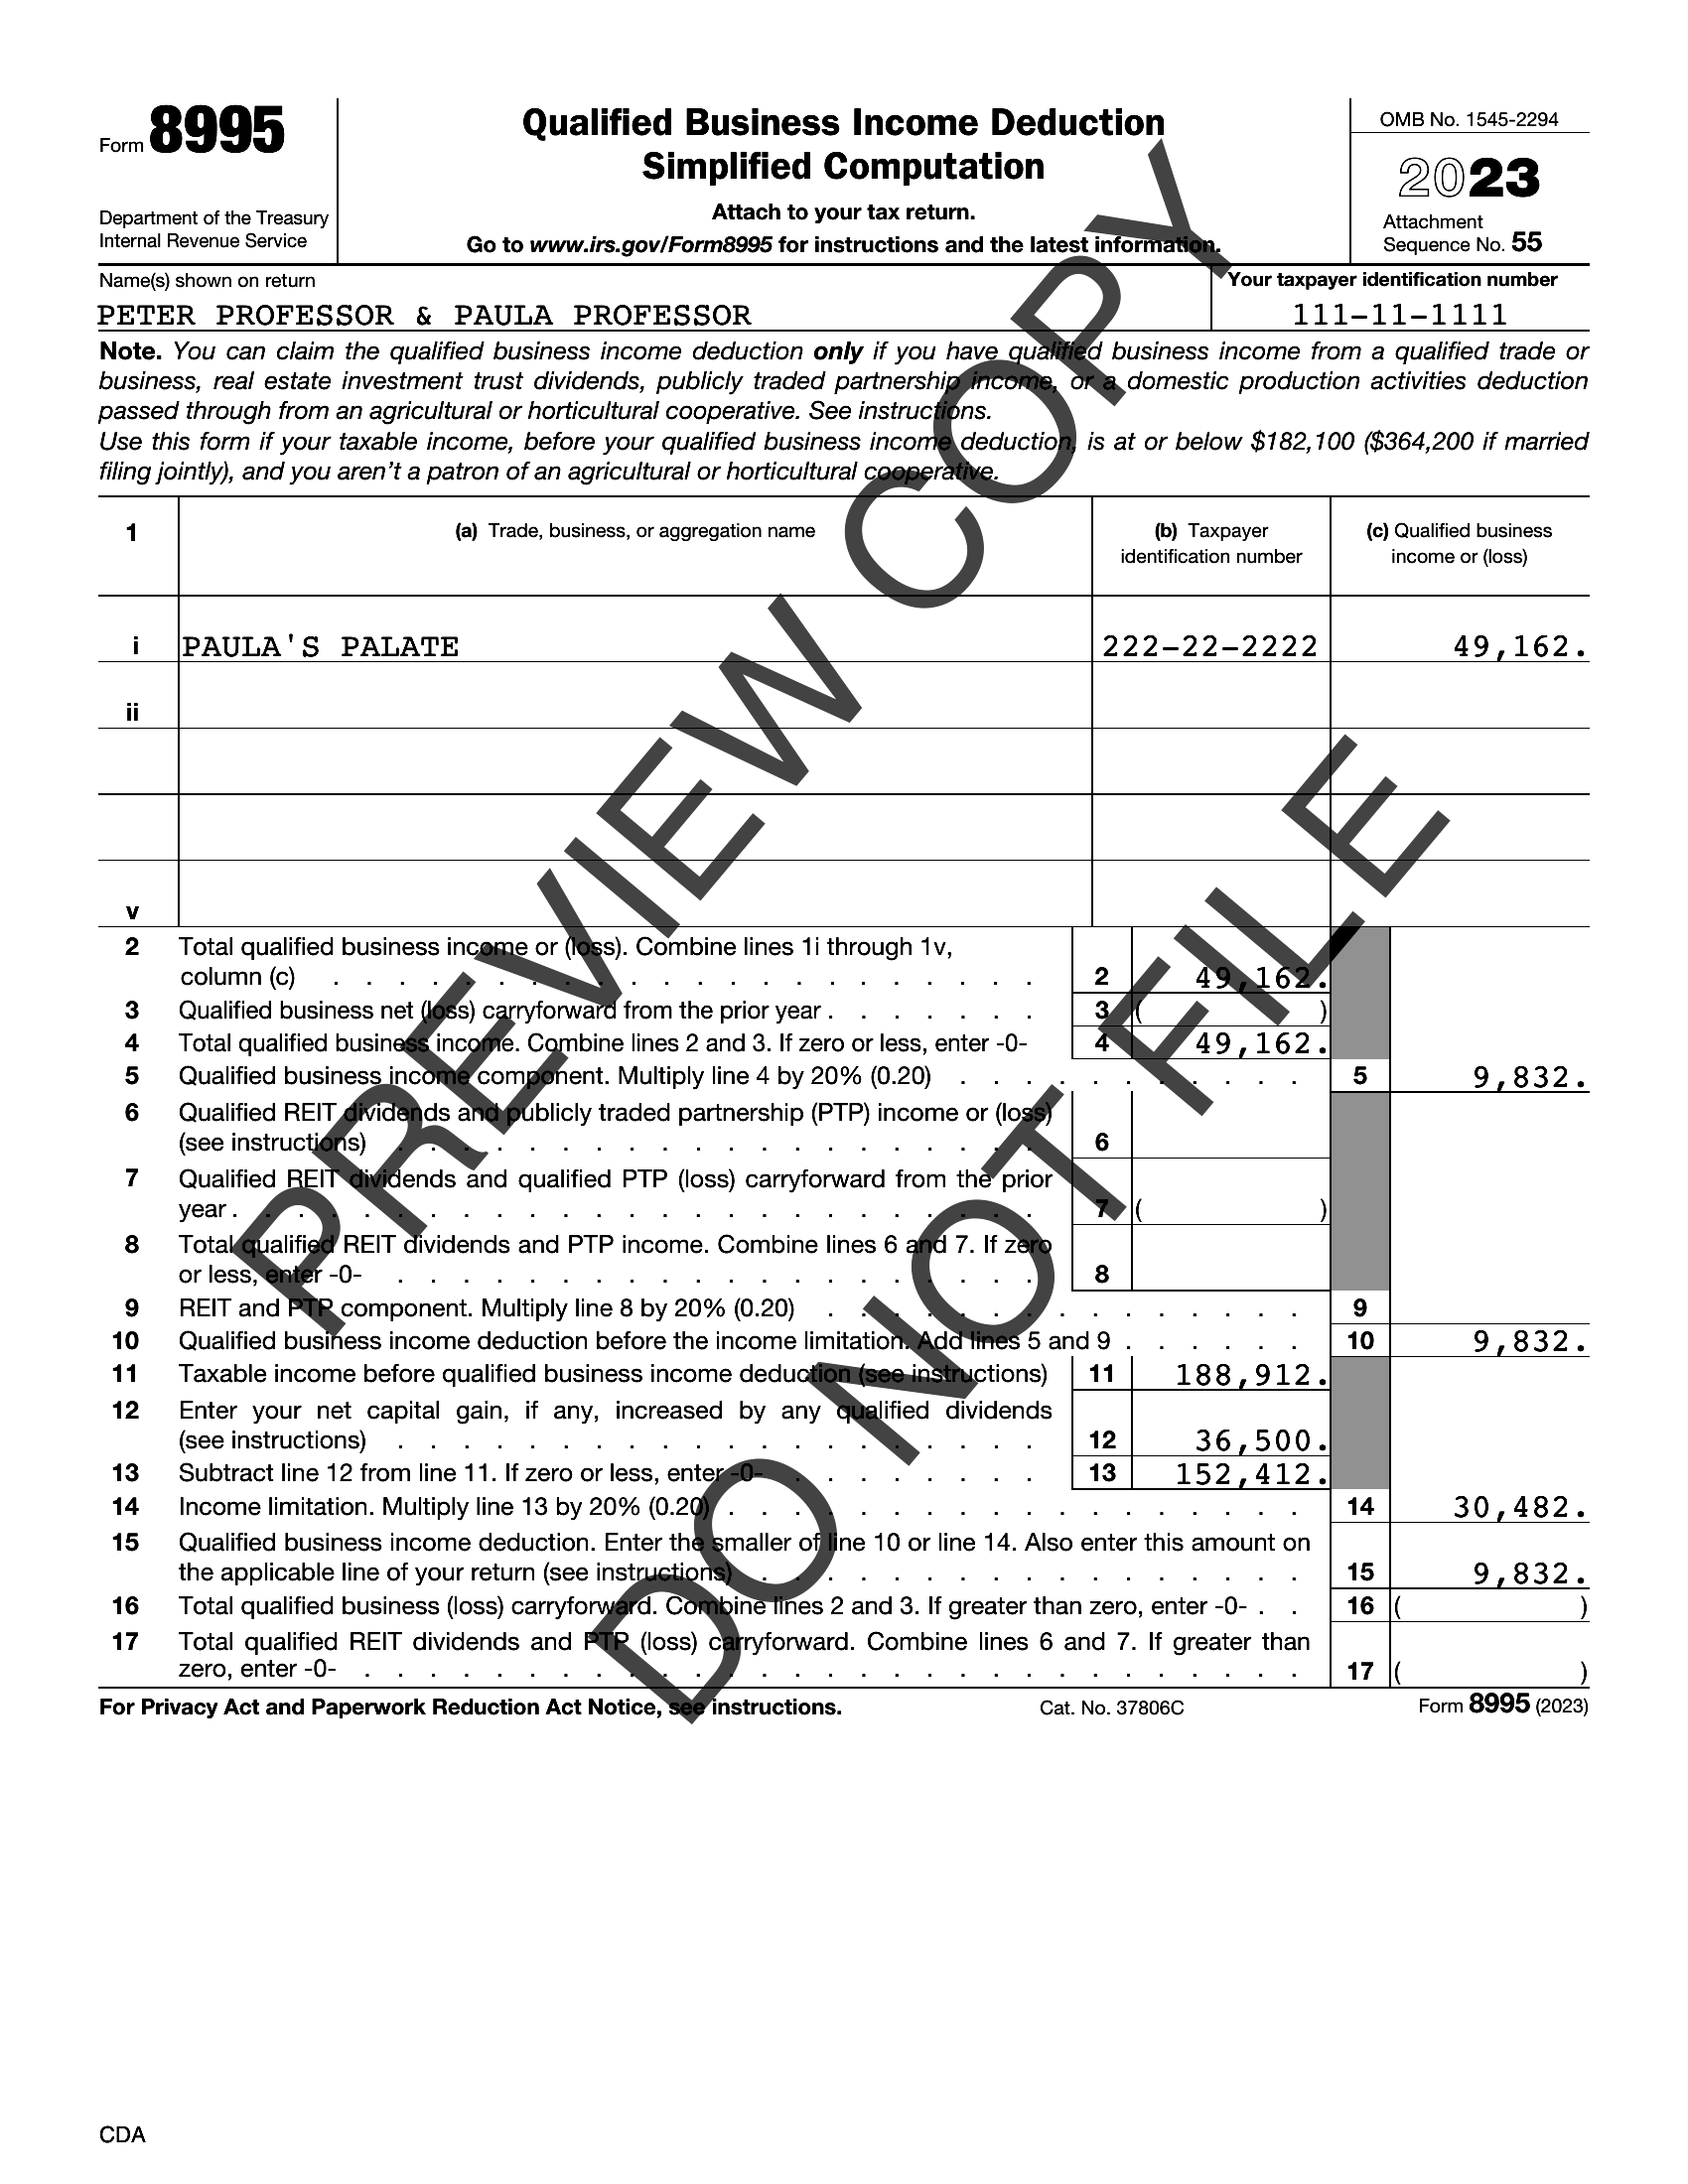 Form 8995
Department of the Treasury
Internal Revenue Service
Qualified Business Income Deduction
Simplified Computation
Attach to your tax return.
Go to www.irs.gov/Form8995 for instructions and the latest information.
OMB No. 1545-2294
2023
Attachment
Sequence No. 55
Name(s) shown on return
PETER PROFESSOR & PAULA PROFESSOR
Your taxpayer identification number
111-11-1111
Note. You can claim the qualified business income deduction only if you have qualified business income from a qualified trade or
business, real estate investment trust dividends, publicly traded partnership income, or a domestic production activities deduction
passed through from an agricultural or horticultural cooperative. See instructions.
Use this form if your taxable income, before your qualified business income deduction, is at or below $182,100 ($364,200 if married
filing jointly), and you aren't a patron of an agricultural or horticultural cooperative.
1 (a) Trade, business, or aggregation name
(b) Taxpayer
identification number
(c) Qualified business
income or (loss)
i PAULA'S PALATE 222-22-2222 49,162.
ii
v
2 Total qualified business income or (loss). Combine lines 1i through 1v,
column (c) . . . . . . . . . . . . . . . . . . . . . . 2 49,162.
3 Qualified business net (loss) carryforward from the prior year . . . . . . . 3 ( )
4 Total qualified business income. Combine lines 2 and 3. If zero or less, enter -0- 4 49,162.
5 Qualified business income component. Multiply line 4 by 20% (0.20) . . . . . . . . . . . 5 9,832.
6 Qualified REIT dividends and publicly traded partnership (PTP) income or (loss)
(see instructions) . . . . . . . . . . . . . . . . . . . . 6
7 Qualified REIT dividends and qualified PTP (loss) carryforward from the prior
year . . . . . . . . . . . . . . . . . . . . . . . . . 7 ( )
8 Total qualified REIT dividends and PTP income. Combine lines 6 and 7. If zero
or less, enter -0- . . . . . . . . . . . . . . . . . . . . 8
9 REIT and PTP component. Multiply line 8 by 20% (0.20) . . . . . . . . . . . . . . . 9
10 Qualified business income deduction before the income limitation. Add lines 5 and 9 . . . . . . 10 9,832.
11 Taxable income before qualified business income deduction (see instructions) 11 188,912.
12 Enter your net capital gain, if any, increased by any qualified dividends
(see instructions) . . . . . . . . . . . . . . . . . . . . 12 36,500.
13 Subtract line 12 from line 11. If zero or less, enter -0- . . . . . . . . 13 152,412.
14 Income limitation. Multiply line 13 by 20% (0.20) . . . . . . . . . . . . . . . . . . 14 30,482.
15 Qualified business income deduction. Enter the smaller of line 10 or line 14. Also enter this amount on
the applicable line of your return (see instructions) . . . . . . . . . . . . . . . . . 15 9,832.
16 Total qualified business (loss) carryforward. Combine lines 2 and 3. If greater than zero, enter -0- . . 16 ( )
17 Total qualified REIT dividends and PTP (loss) carryforward. Combine lines 6 and 7. If greater than
zero, enter -0- . . . . . . . . . . . . . . . . . . . . . . . . . . . . . 17 ( )
For Privacy Act and Paperwork Reduction Act Notice, see instructions. Cat. No. 37806C Form 8995 (2023)
CDA
PREVIEW COPY
DO NOT FILE